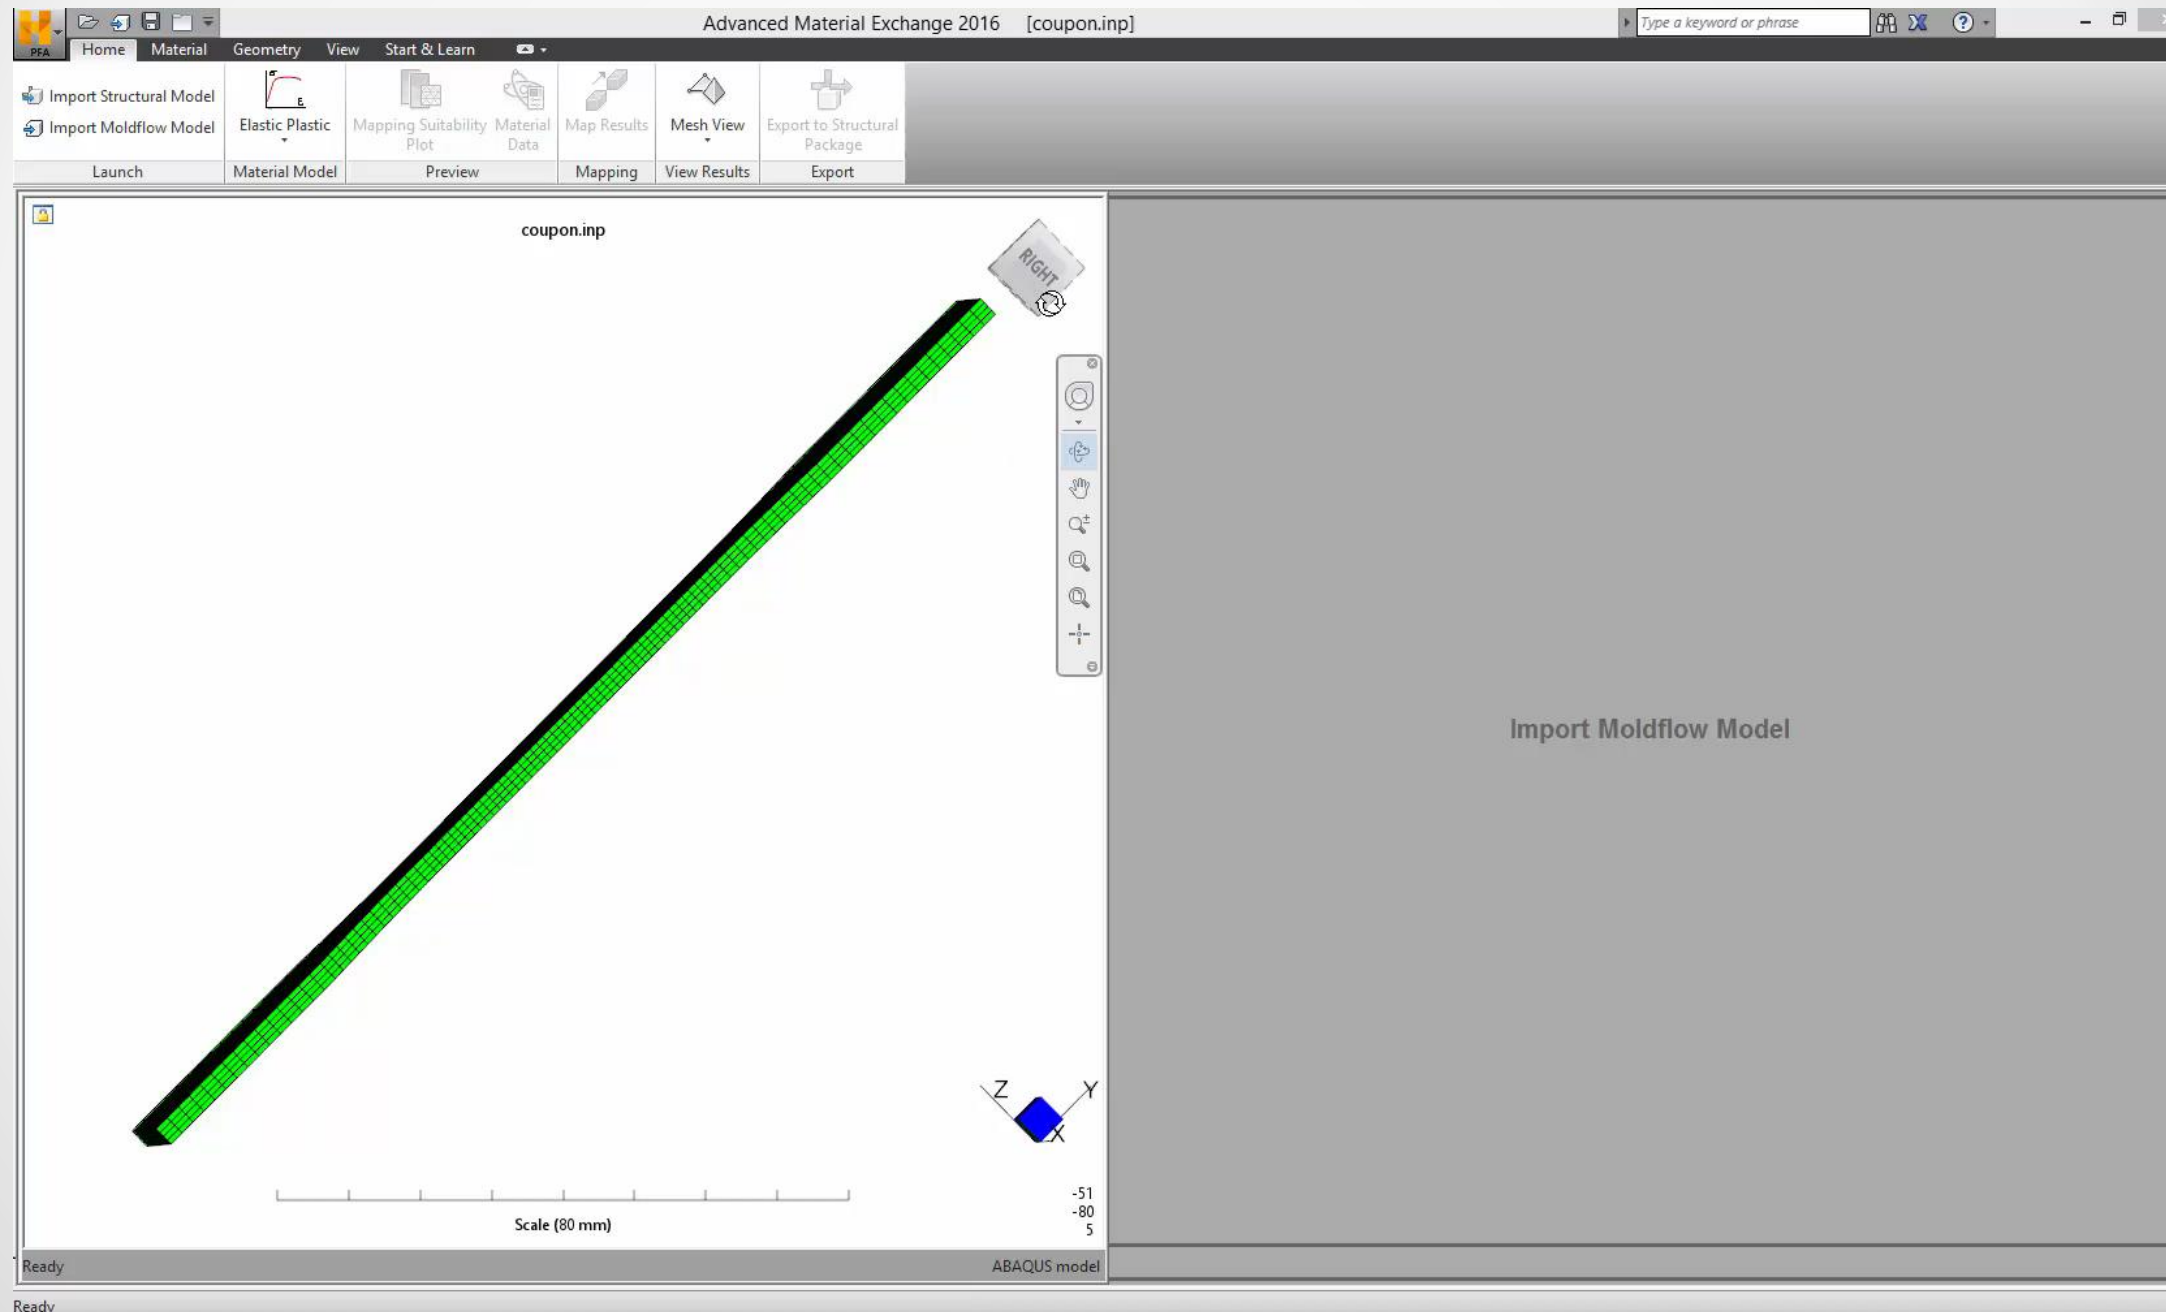 Advanced Material Exchange 2016 [coupon.inp]
Type a keyword or phrase
PFA
Home Material Geometry View Start & Learn
Import Structural Model
Import Moldflow Model
Launch
σ
ε
Elastic Plastic
Material Model
Mapping Suitability
Plot
Material
Data
Preview
Map Results
Mapping
Mesh View
View Results
Export to Structural
Package
Export
coupon.inp
RIGHT
Import Moldflow Model
Z Y
X
-51
-80
5
Scale (80 mm)
Ready ABAQUS model
Ready